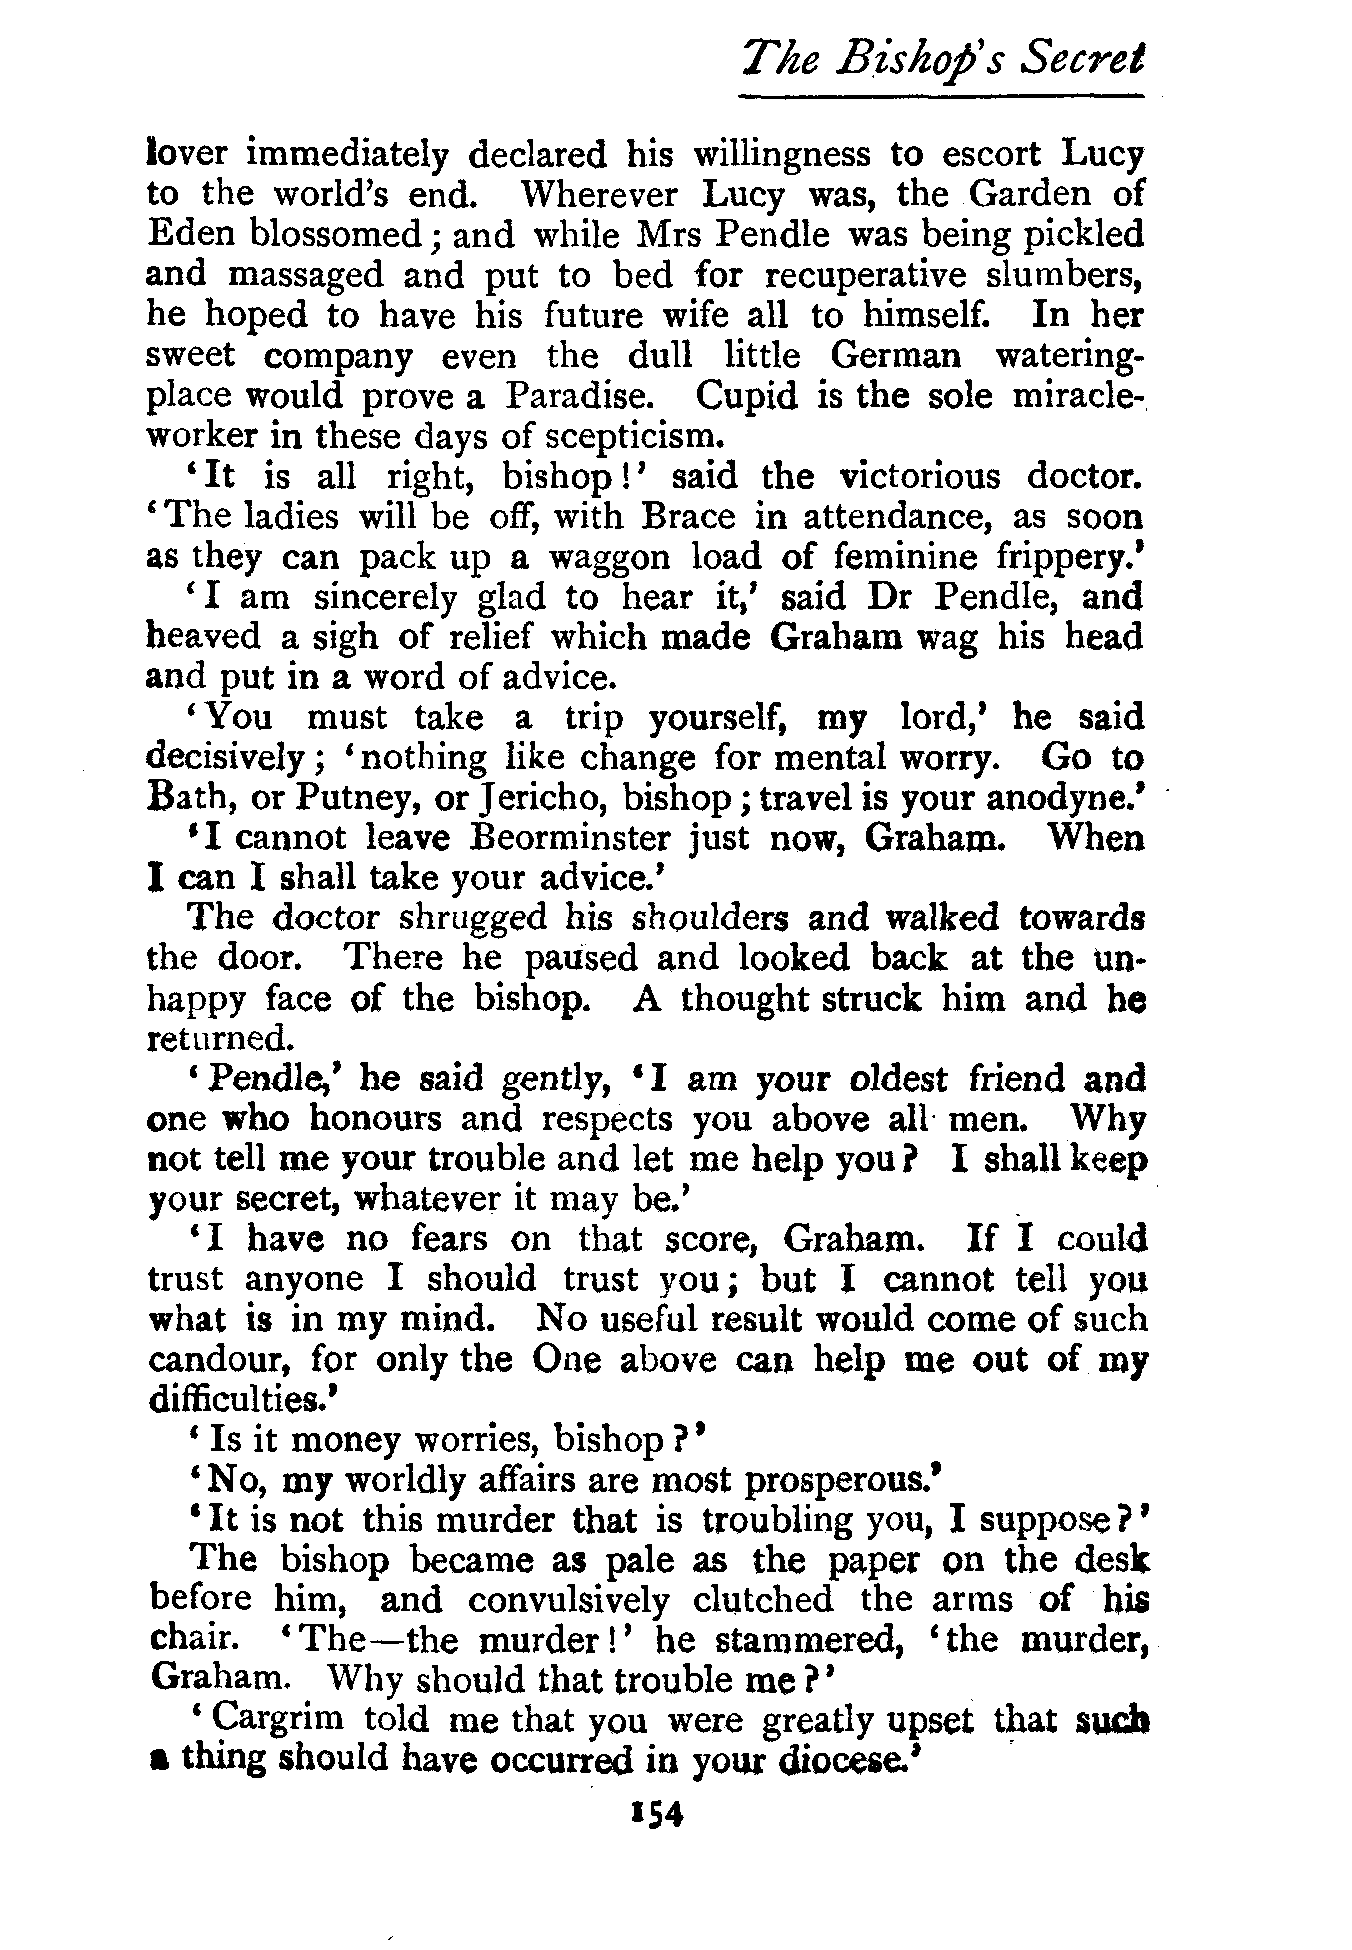 The Bishop's Secret
lover immediately declared his willingness to escort Lucy
to the world's end. Wherever Lucy was, the Garden of
Eden blossomed; and while Mrs Pendle was being pickled
and massaged and put to bed for recuperative slumbers,
he hoped to have his future wife all to himself. In her
sweet company even the dull little German watering-
place would prove a Paradise. Cupid is the sole miracle-
worker in these days of scepticism.
'It is all right, bishop!' said the victorious doctor.
'The ladies will be off, with Brace in attendance, as soon
as they can pack up a waggon load of feminine frippery.'
'I am sincerely glad to hear it,' said Dr Pendle, and
heaved a sigh of relief which made Graham wag his head
and put in a word of advice.
'You must take a trip yourself, my lord,' he said
decisively; 'nothing like change for mental worry. Go to
Bath, or Putney, or Jericho, bishop; travel is your anodyne.'
'I cannot leave Beorminster just now, Graham. When
I can I shall take your advice.'
The doctor shrugged his shoulders and walked towards
the door. There he paused and looked back at the un-
happy face of the bishop. A thought struck him and he
returned.
'Pendle,' he said gently, 'I am your oldest friend and
one who honours and respects you above all men. Why
not tell me your trouble and let me help you? I shall keep
your secret, whatever it may be.'
'I have no fears on that score, Graham. If I could
trust anyone I should trust you; but I cannot tell you
what is in my mind. No useful result would come of such
candour, for only the One above can help me out of my
difficulties.'
'Is it money worries, bishop?'
'No, my worldly affairs are most prosperous.'
'It is not this murder that is troubling you, I suppose?'
The bishop became as pale as the paper on the desk
before him, and convulsively clutched the arms of his
chair. 'The—the murder!' he stammered, 'the murder,
Graham. Why should that trouble me?'
'Cargrim told me that you were greatly upset that such
a thing should have occurred in your diocese.'
154